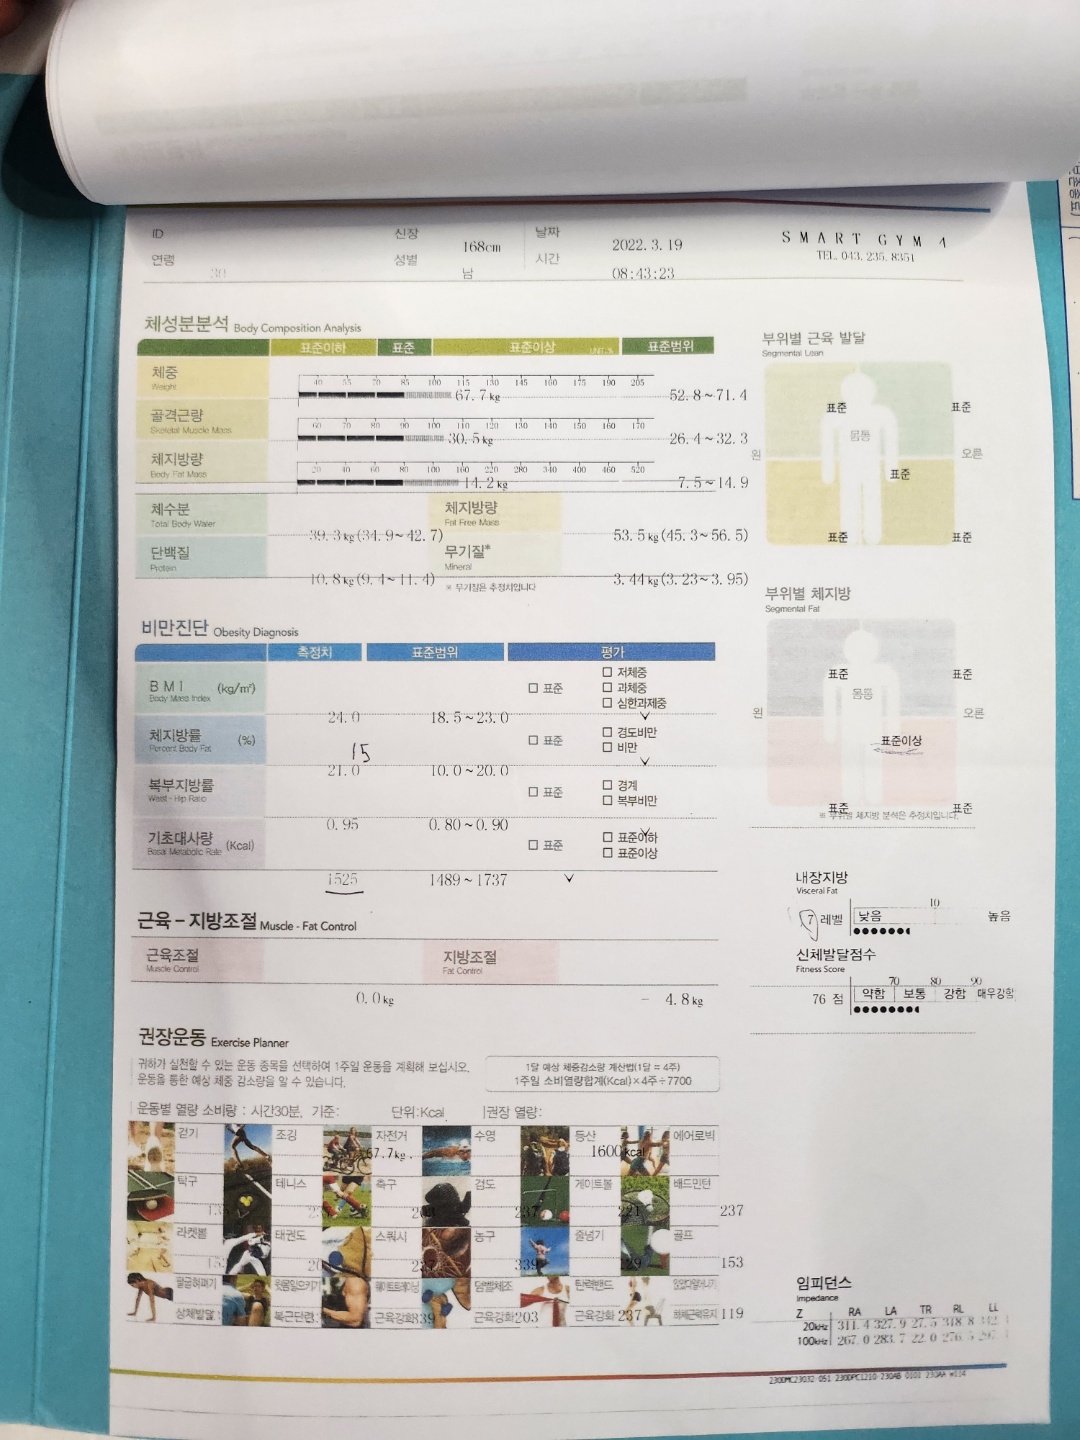 ID 신장 168cm 날짜 2022. 3. 19 SMART GYM 4
연령 30 성별 남 시간 08:43:23 TEL. 043. 235. 8351
체성분분석 Body Composition Analysis
표준이하 표준 표준이상 표준범위
체중 Weight
40 55 70 85 100 115 130 145 160 175 190 205
67. 7 kg 52. 8~71. 4
골격근량 Skeletal Muscle Mass
60 70 80 90 100 110 120 130 140 150 160 170
30. 5 kg 26. 4~32. 3
체지방량 Body Fat Mass
20 40 60 80 100 160 220 280 340 400 460 520
14. 2 kg 7. 5~14. 9
체수분 Total Body Water 39. 3 kg (34. 9~42. 7)
체지방량 Fat Free Mass 53. 5 kg (45. 3~56. 5)
단백질 Protein 10. 8 kg (9. 4~11. 4)
무기질* Mineral 3. 44 kg (3. 23~3. 95)
※ 무기질은 추정치입니다
부위별 근육 발달
Segmental Lean
표준 표준
몸통
왼 오른
표준
표준 표준
비만진단 Obesity Diagnosis
측정치 표준범위 평가
BMI (kg/㎡) Body Mass Index 24. 0 18. 5~23. 0
□ 표준 □ 저체중
□ 과체중
□ 심한과체중
체지방률 (%) Percent Body Fat 15 21. 0 10. 0~20. 0
□ 표준 □ 경도비만
□ 비만
복부지방률 Waist-Hip Ratio 0. 95 0. 80~0. 90
□ 표준 □ 경계
□ 복부비만
기초대사량 (Kcal) Basal Metabolic Rate 1525 1489~1737
□ 표준 □ 표준이하
□ 표준이상
부위별 체지방
Segmental Fat
표준 표준
몸통
왼 오른
표준이상
표준 표준
※ 부위별 체지방 분석은 추정치입니다.
내장지방
Visceral Fat
10
7 레벨 낮음 높음
신체발달점수
Fitness Score
70 80 90
76 점 약함 보통 강함 매우강함
근육-지방조절 Muscle - Fat Control
근육조절 Muscle Control 0. 0 kg
지방조절 Fat Control - 4. 8 kg
권장운동 Exercise Planner
귀하가 실천할 수 있는 운동 종목을 선택하여 1주일 운동을 계획해 보십시오.
운동을 통한 예상 체중 감소량을 알 수 있습니다.
1달 예상 체중감소량 계산법(1달 = 4주)
1주일 소비열량합계(Kcal)×4주÷7700
운동별 열량 소비량 : 시간30분, 기준: 단위:Kcal 권장 열량:
걷기 조깅 자전거 수영 등산 에어로빅
67.7kg . 1600 kcal
탁구 테니스 축구 검도 게이트볼 배드민턴
237 237
라켓볼 태권도 스쿼시 농구 줄넘기 골프
339 153
팔굽혀펴기 윗몸일으키기 웨이트트레이닝 덤벨체조 탄력밴드
상체발달 복근단련 근육강화 339 근육강화 203 근육강화 237 하체근력유지 119
임피던스
Impedance
Z RA LA TR RL LL
20kHz 311. 4 327. 9 27. 5 318. 8
100kHz 267. 0 283. 7 22. 0 276. 5